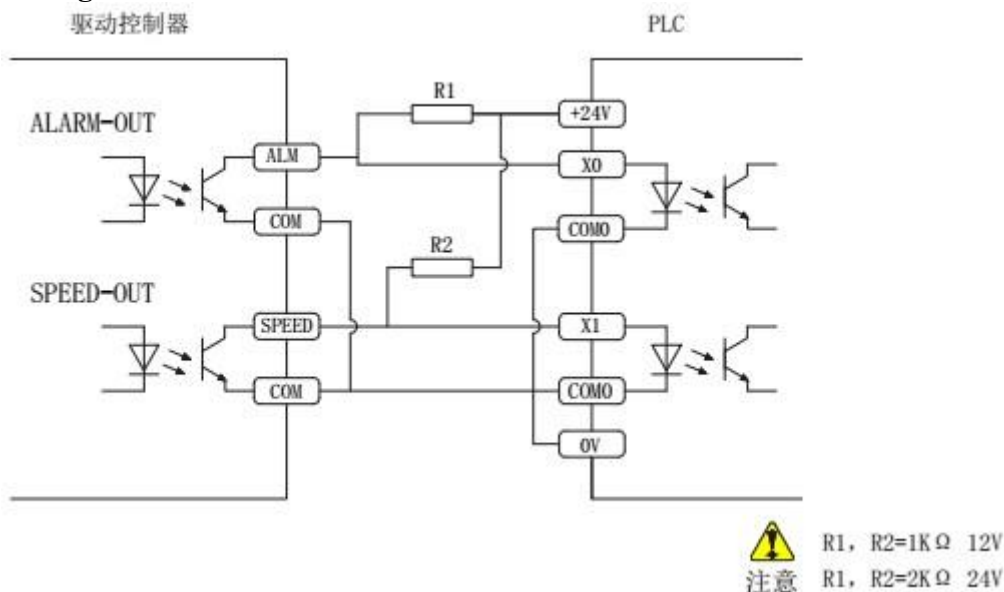 驱动控制器
PLC
R1
+24V
ALARM-OUT
ALM
X0
COM
COM0
R2
SPEED-OUT
SPEED
X1
COM
COM0
0V
R1, R2=1KΩ 12V
注意 R1, R2=2KΩ 24V